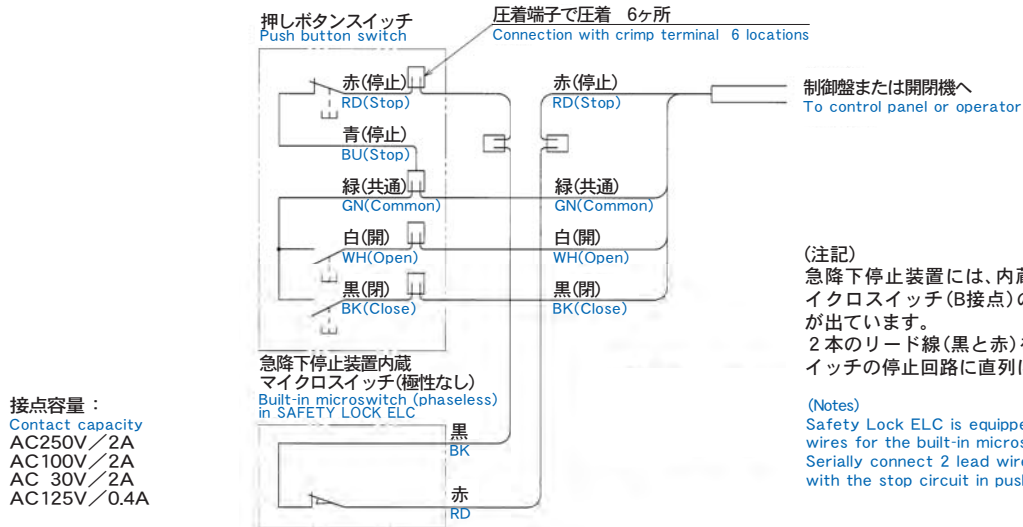 押しボタンスイッチ
Push button switch
圧着端子で圧着 6ヶ所
Connection with crimp terminal 6 locations
赤(停止)
RD(Stop)
赤(停止)
RD(Stop)
制御盤または開閉機へ
To control panel or operator
青(停止)
BU(Stop)
緑(共通)
GN(Common)
緑(共通)
GN(Common)
白(開)
WH(Open)
白(開)
WH(Open)
黒(閉)
BK(Close)
黒(閉)
BK(Close)
(注記)
急降下停止装置には、内蔵
イクロスイッチ(B接点)の
が出ています。
2本のリード線(黒と赤)を
イッチの停止回路に直列に
(Notes)
Safety Lock ELC is equippe
wires for the built-in micros
Serially connect 2 lead wire
with the stop circuit in push
急降下停止装置内蔵
マイクロスイッチ(極性なし)
Built-in microswitch (phaseless)
in SAFETY LOCK ELC
黒
BK
赤
RD
接点容量：
Contact capacity
AC250V／2A
AC100V／2A
AC 30V／2A
AC125V／0.4A